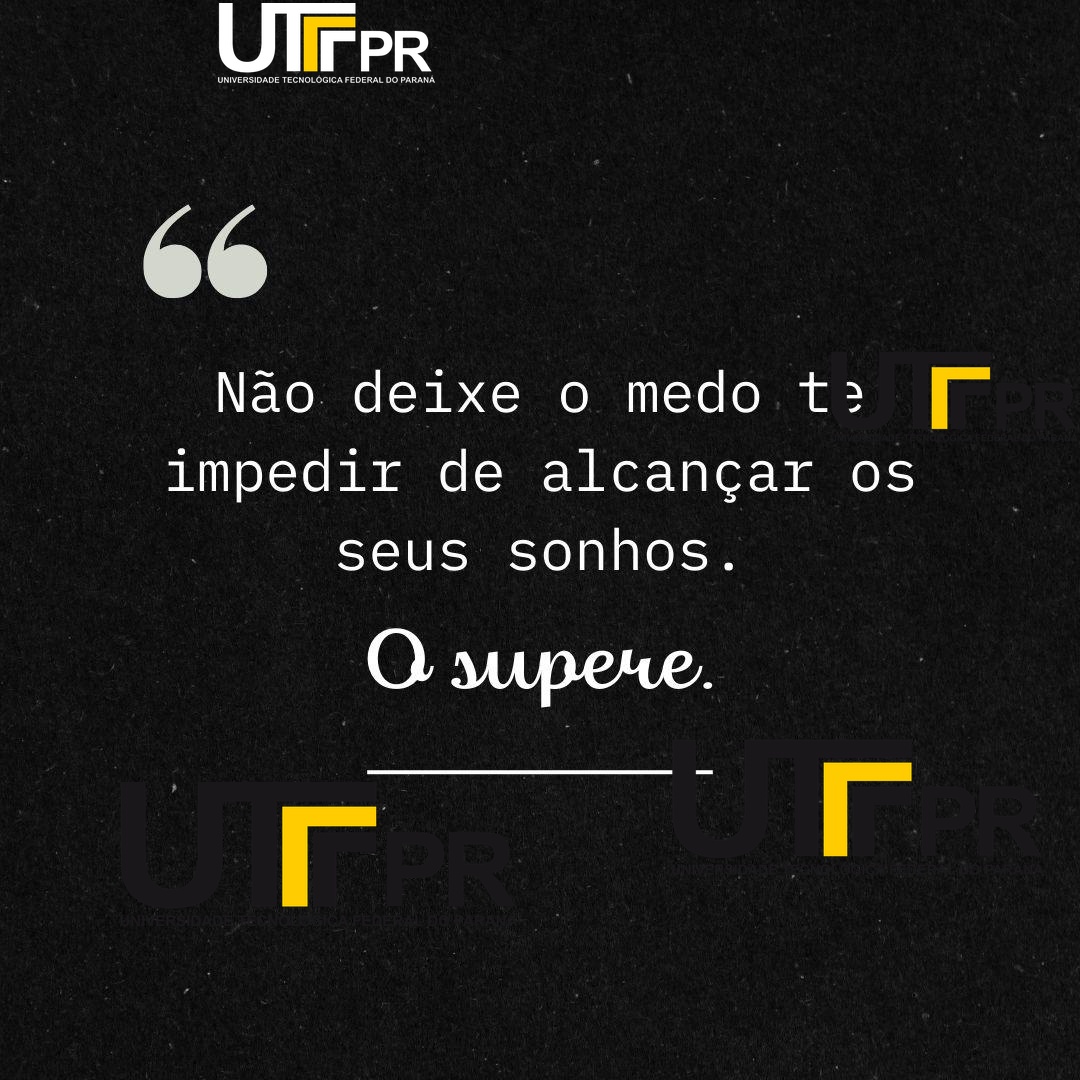 UTFPR
UNIVERSIDADE TECNOLÓGICA FEDERAL DO PARANÁ
“
Não deixe o medo te
UTFPR
impedir de alcançar os
seus sonhos.
O supere.
UTFPR
UTFPR